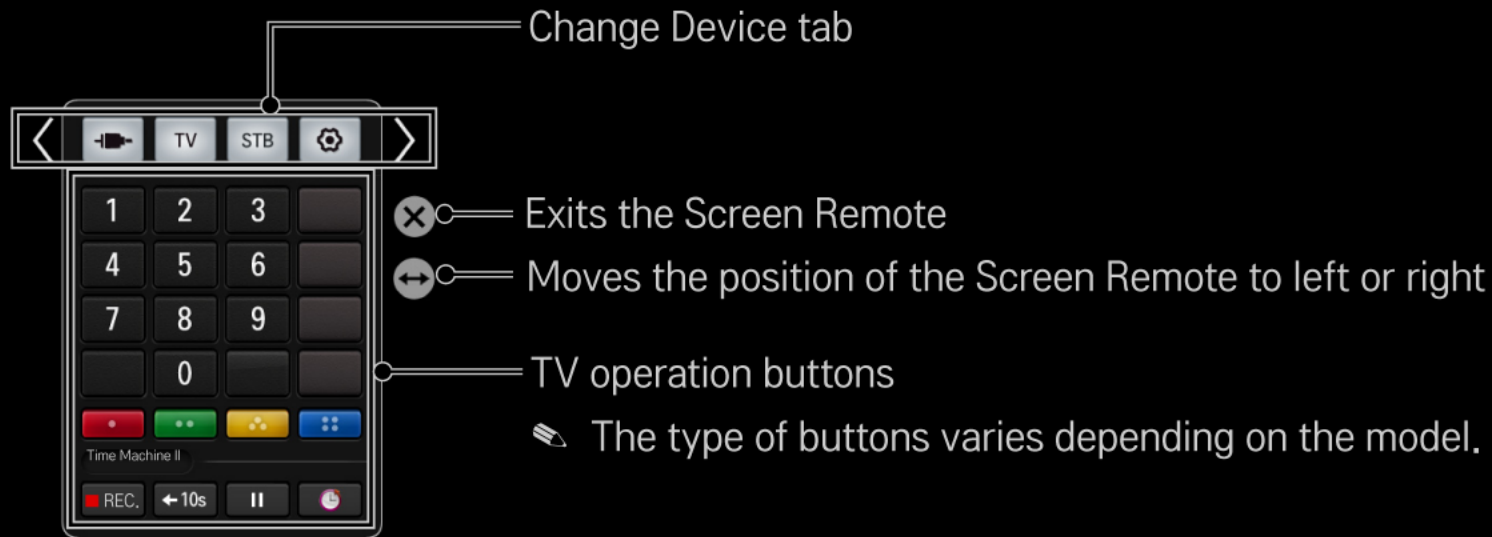 Change Device tab
TV STB
1 2 3
Exits the Screen Remote
4 5 6
Moves the position of the Screen Remote to left or right
7 8 9
0
TV operation buttons
The type of buttons varies depending on the model.
Time Machine II
REC. 10s